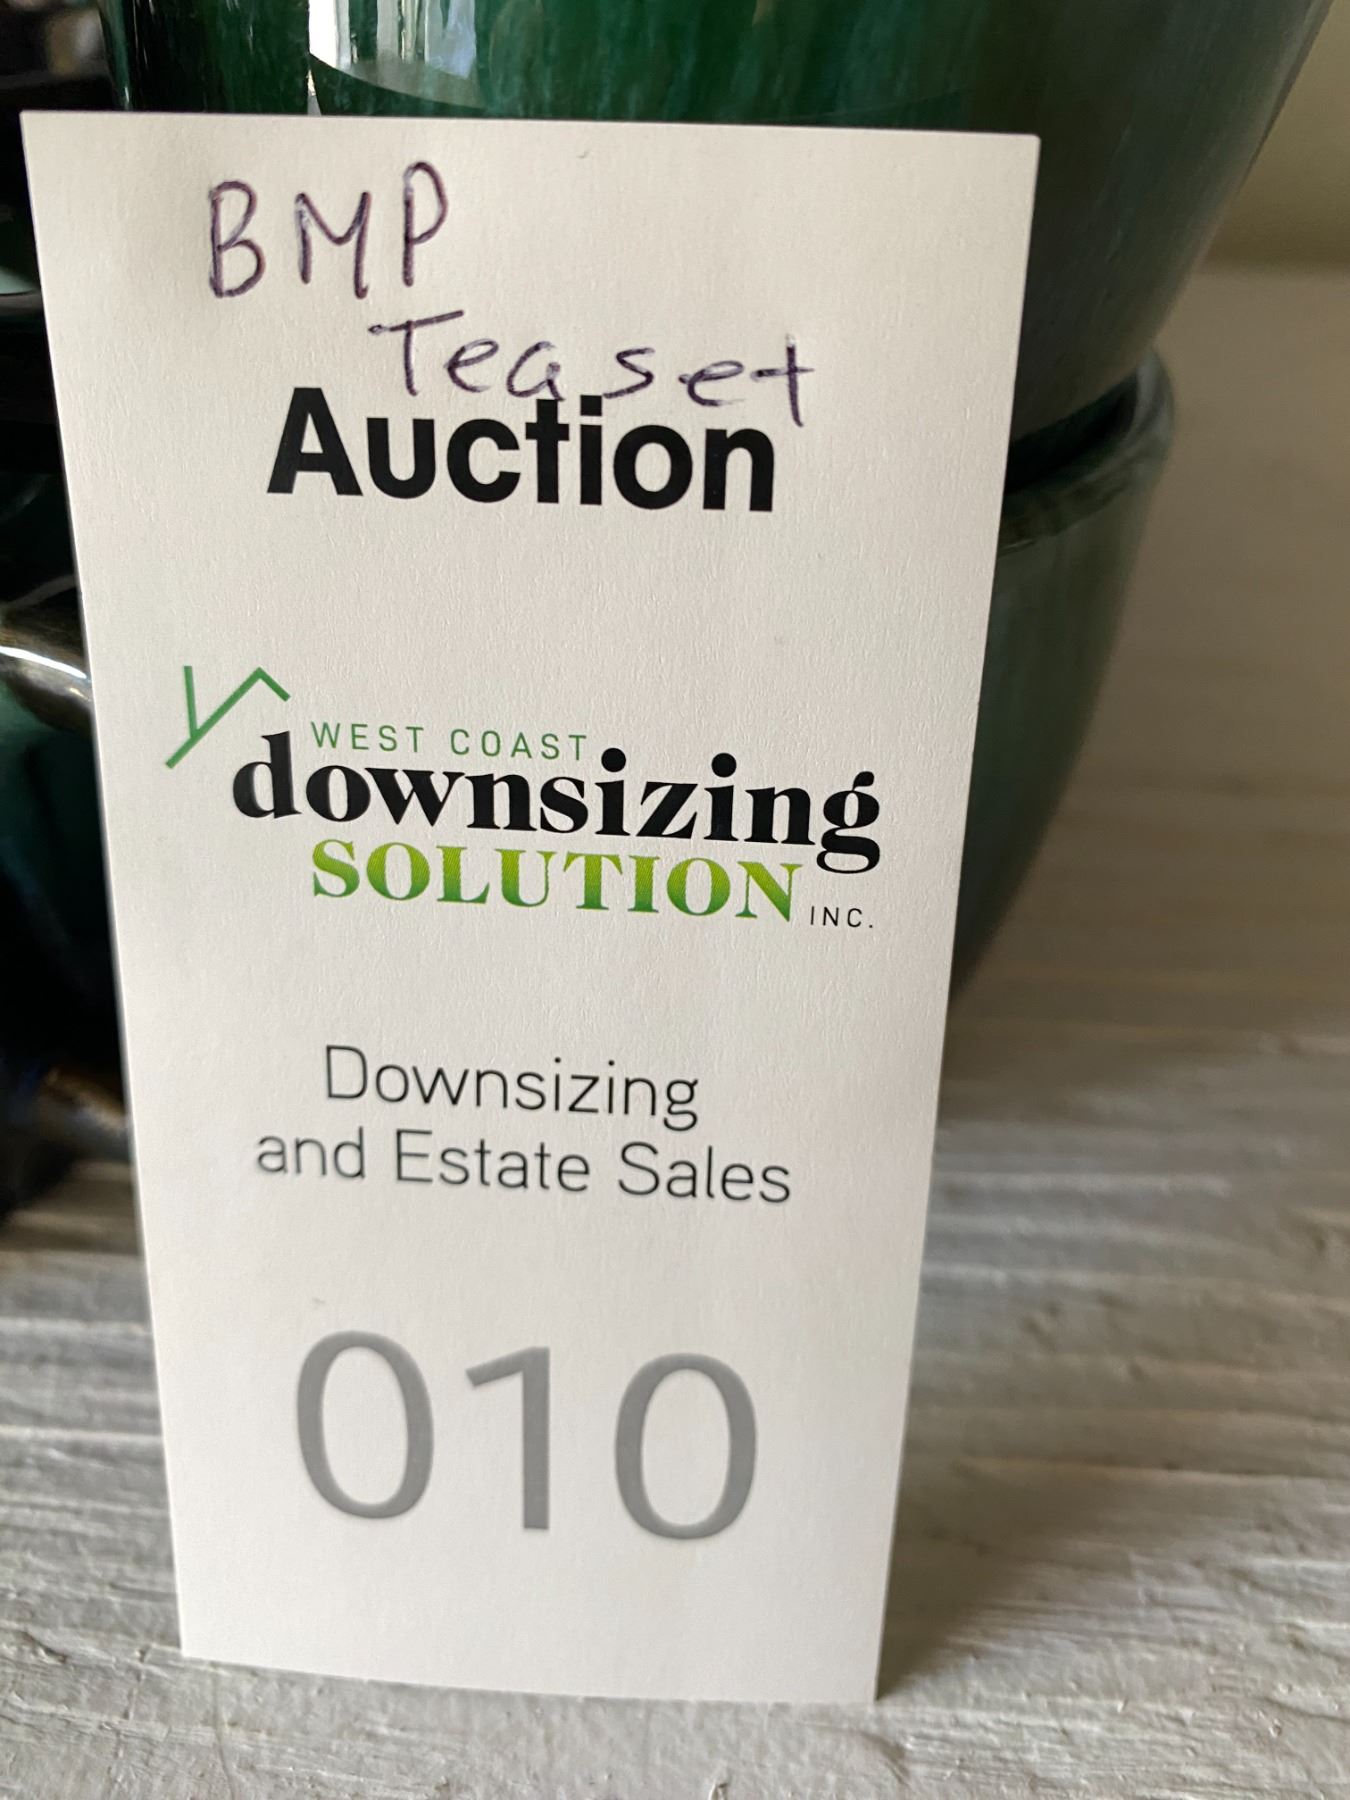 BMP
Teaset
Auction
WEST COAST
downsizing
SOLUTION INC.
Downsizing
and Estate Sales
010